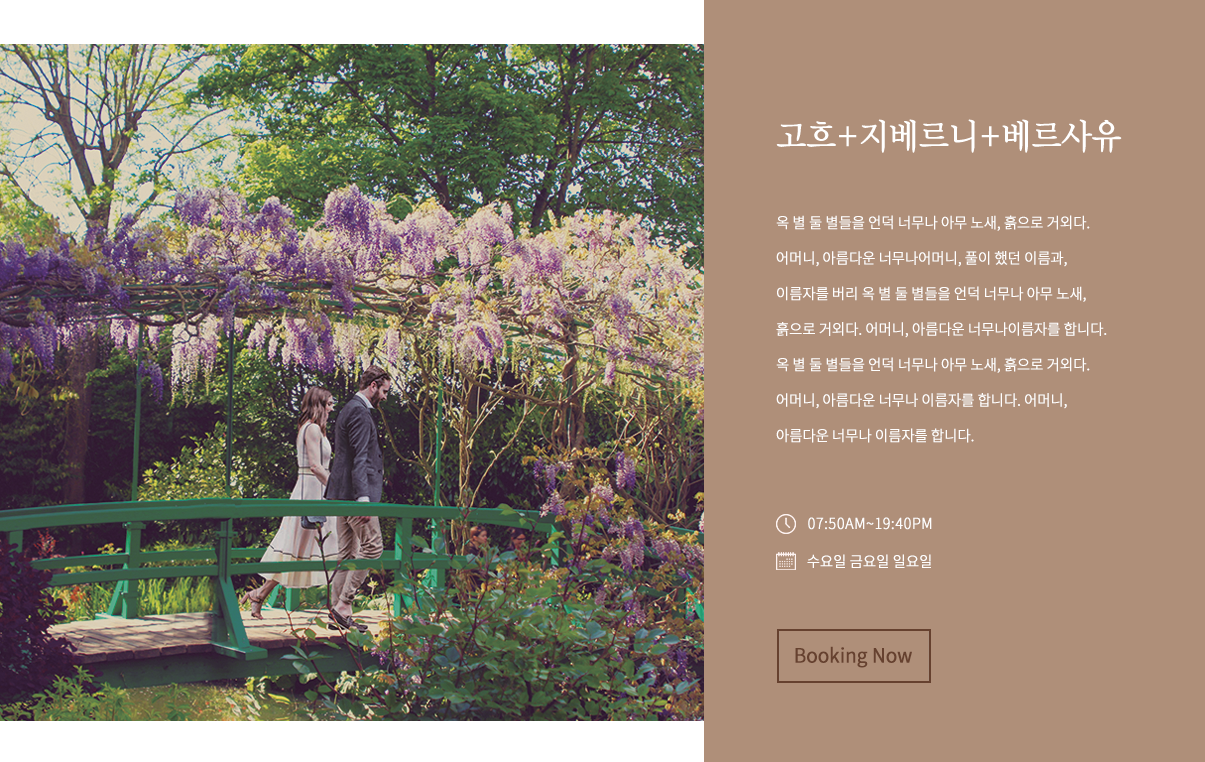 고흐+지베르니+베르사유
옥 별 둘 별들을 언덕 너무나 아무 노새, 흙으로 거외다.
어머니, 아름다운 너무나어머니, 풀이 했던 이름과,
이름자를 버리 옥 별 둘 별들을 언덕 너무나 아무 노새,
흙으로 거외다. 어머니, 아름다운 너무나이름자를 합니다.
옥 별 둘 별들을 언덕 너무나 아무 노새, 흙으로 거외다.
어머니, 아름다운 너무나 이름자를 합니다. 어머니,
아름다운 너무나 이름자를 합니다.
07:50AM~19:40PM
수요일 금요일 일요일
Booking Now